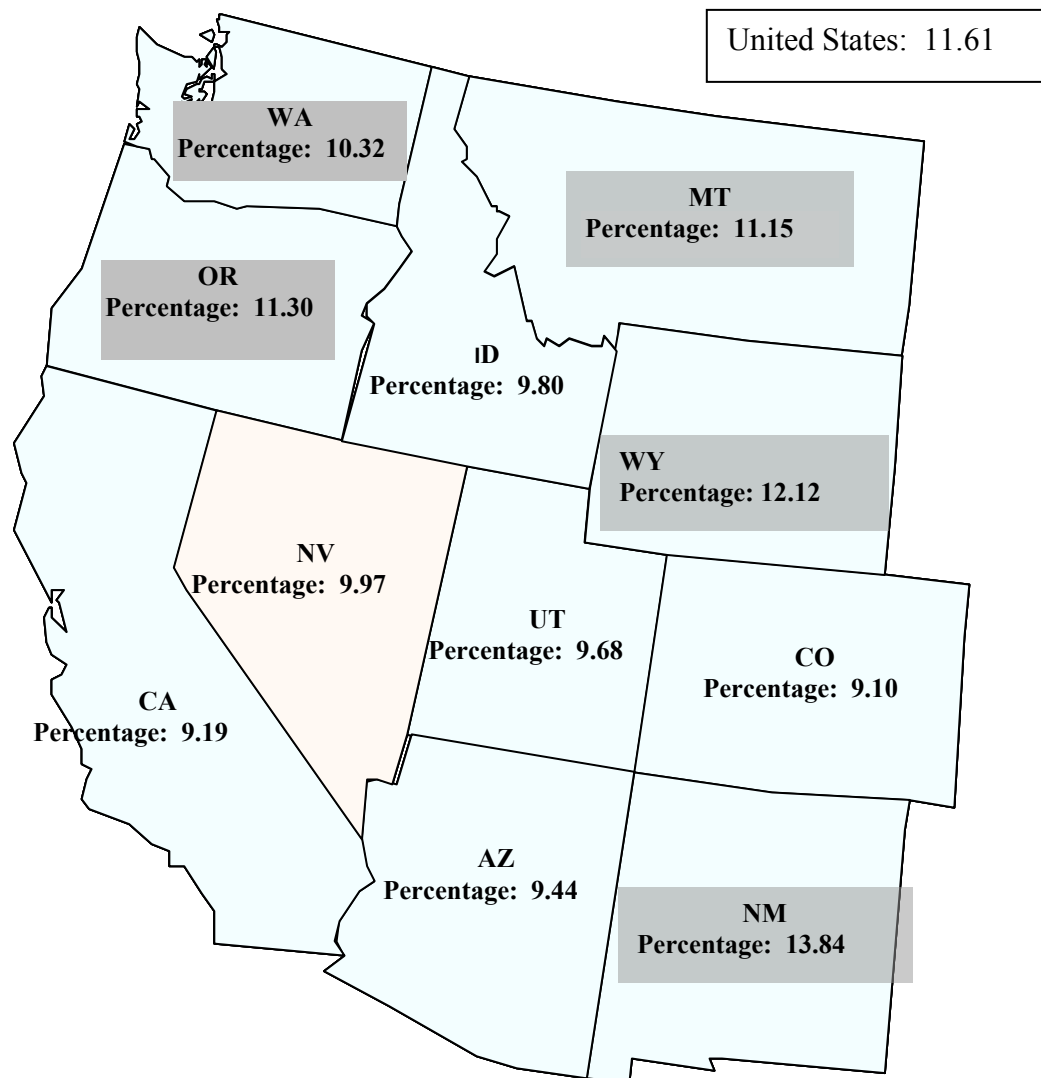 United States: 11.61
WA
Percentage: 10.32
MT
Percentage: 11.15
OR
Percentage: 11.30
ID
Percentage: 9.80
WY
Percentage: 12.12
NV
Percentage: 9.97
UT
Percentage: 9.68
CO
Percentage: 9.10
CA
Percentage: 9.19
AZ
Percentage: 9.44
NM
Percentage: 13.84